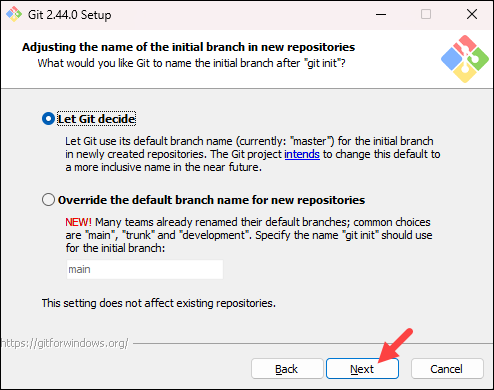 Git 2.44.0 Setup
Adjusting the name of the initial branch in new repositories
What would you like Git to name the initial branch after "git init"?
Let Git decide
Let Git use its default branch name (currently: "master") for the initial branch
in newly created repositories. The Git project intends to change this default to
a more inclusive name in the near future.
Override the default branch name for new repositories
NEW! Many teams already renamed their default branches; common choices
are "main", "trunk" and "development". Specify the name "git init" should use
for the initial branch:
main
This setting does not affect existing repositories.
https://gitforwindows.org/
Back
Next
Cancel